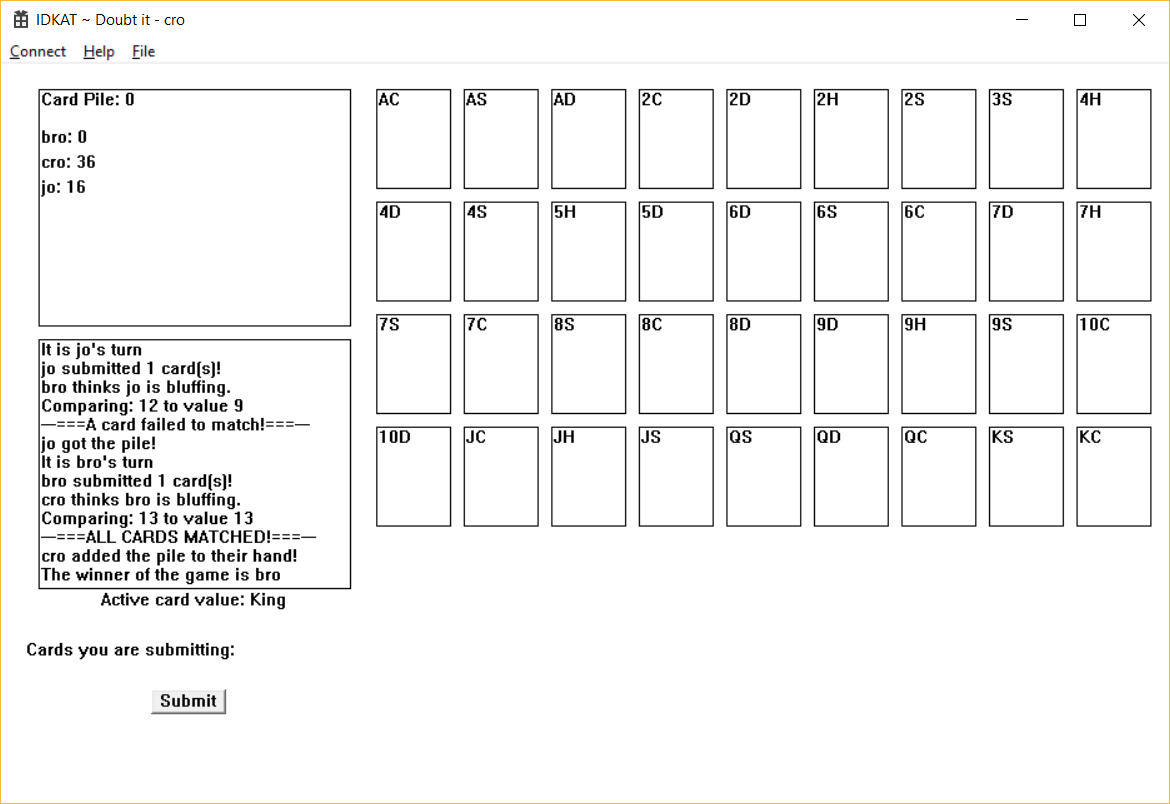 IDKAT ~ Doubt it - cro
Connect Help File
Card Pile: 0
bro: 0
cro: 36
jo: 16
It is jo's turn
jo submitted 1 card(s)!
bro thinks jo is bluffing.
Comparing: 12 to value 9
—===A card failed to match!===—
jo got the pile!
It is bro's turn
bro submitted 1 card(s)!
cro thinks bro is bluffing.
Comparing: 13 to value 13
—===ALL CARDS MATCHED!===—
cro added the pile to their hand!
The winner of the game is bro
Active card value: King
Cards you are submitting:
Submit
AC AS AD 2C 2D 2H 2S 3S 4H
4D 4S 5H 5D 6D 6S 6C 7D 7H
7S 7C 8S 8C 8D 9D 9H 9S 10C
10D JC JH JS QS QD QC KS KC